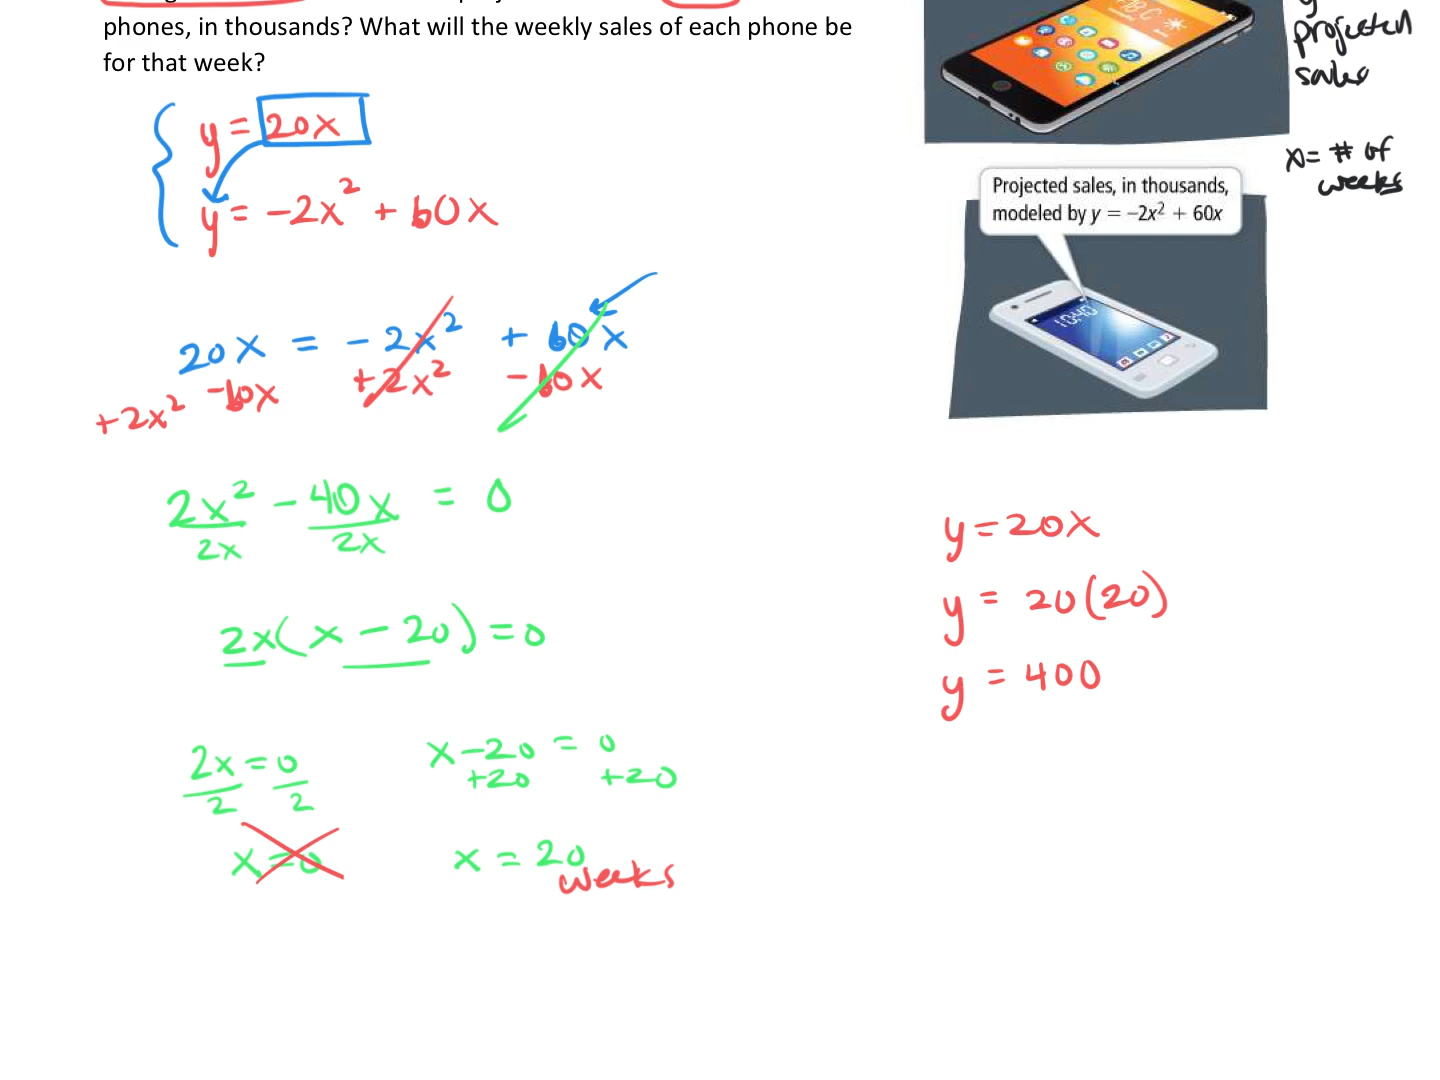 phones, in thousands? What will the weekly sales of each phone be
for that week?
y = 20x
y = -2x² + 60x
projected
sales
x = # of
weeks
Projected sales, in thousands,
modeled by y = −2x² + 60x
10:40
20x = -2x² + 60x
+2x² -60x +2x² -60x
2x² - 40x = 0
2x 2x
2x(x - 20) = 0
2x = 0
2 2
x = 0
x - 20 = 0
+20 +20
x = 20
weeks
y = 20x
y = 20(20)
y = 400